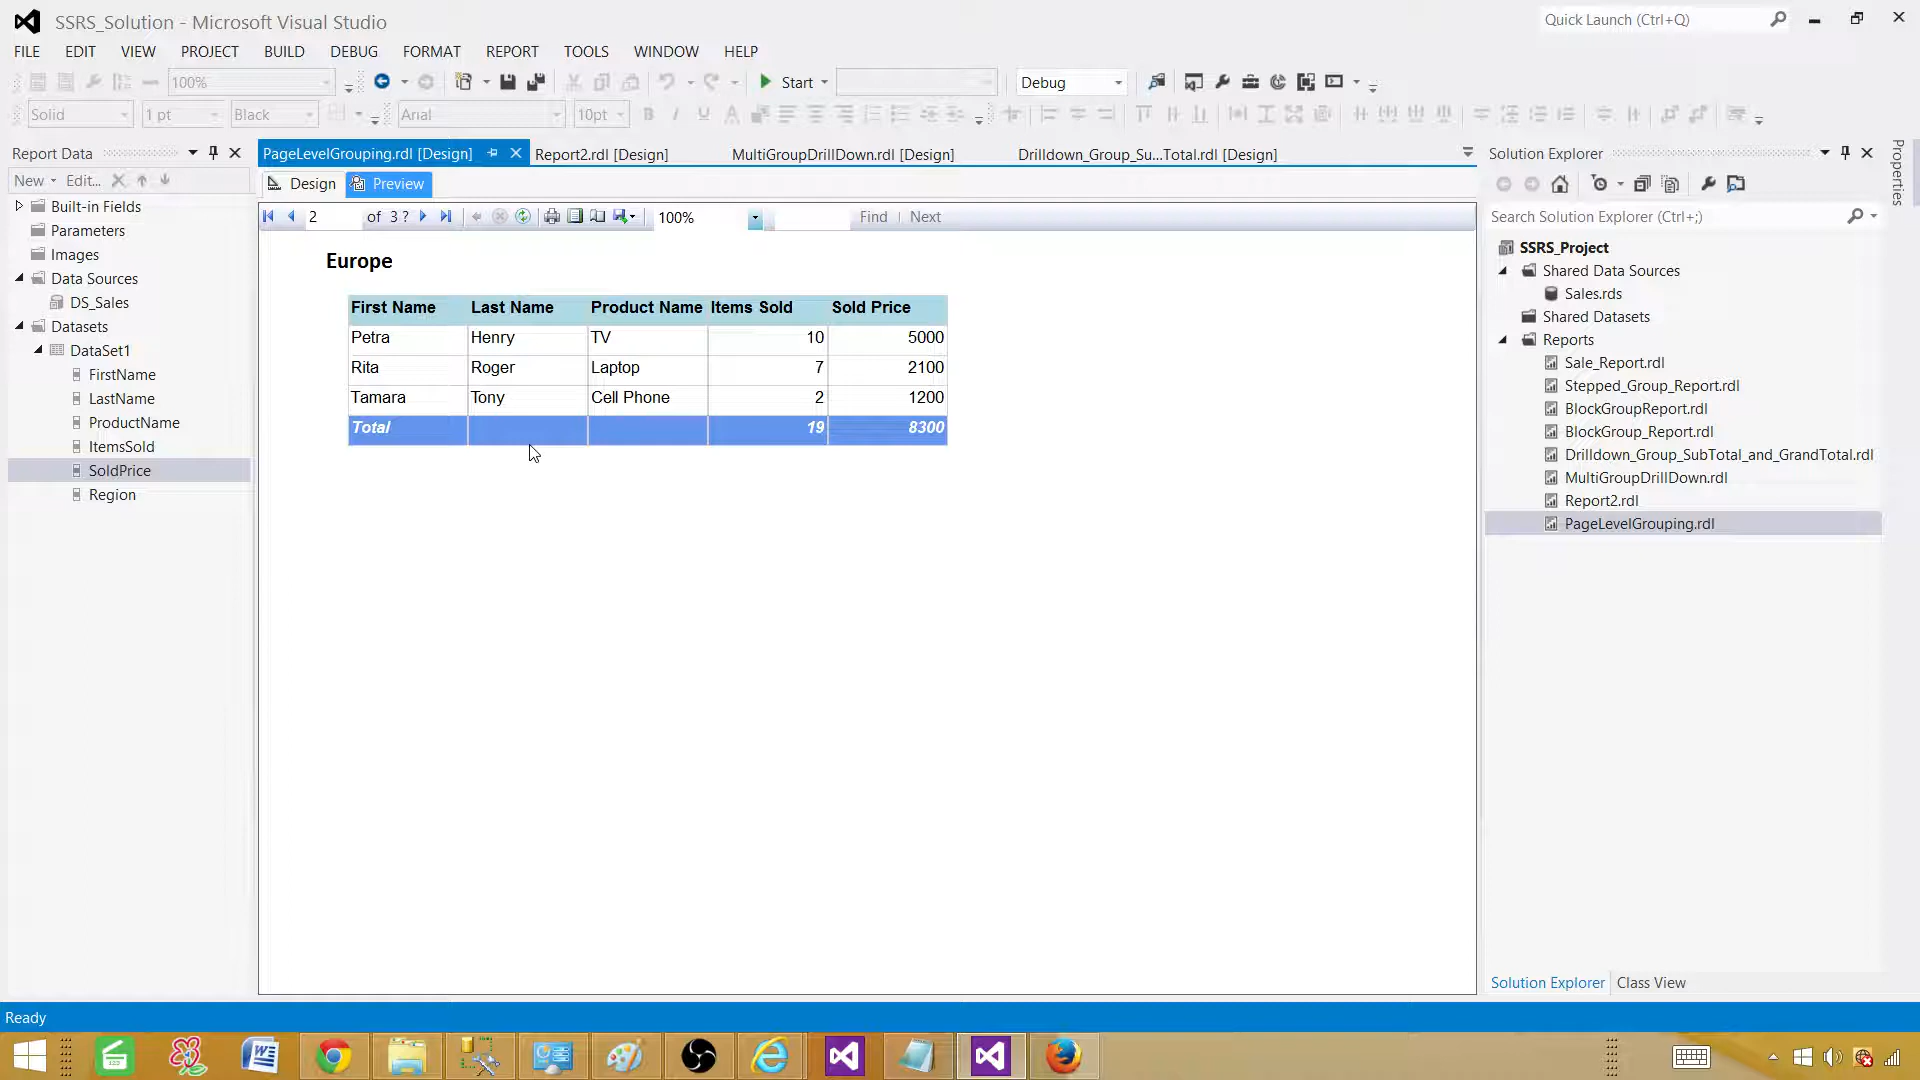 SSRS_Solution - Microsoft Visual Studio
Quick Launch (Ctrl+Q)
FILE EDIT VIEW PROJECT BUILD DEBUG FORMAT REPORT TOOLS WINDOW HELP
100% Start Debug
Solid 1 pt Black Arial 10pt
Report Data
PageLevelGrouping.rdl [Design] Report2.rdl [Design] MultiGroupDrillDown.rdl [Design] Drilldown_Group_Su...Total.rdl [Design]
Solution Explorer
Properties
New Edit...
Design Preview
2 of 3 ? 100% Find Next
Search Solution Explorer (Ctrl+;)
Built-in Fields
Parameters
Images
Data Sources
DS_Sales
Datasets
DataSet1
FirstName
LastName
ProductName
ItemsSold
SoldPrice
Region
Europe
First Name Last Name Product Name Items Sold Sold Price
Petra Henry TV 10 5000
Rita Roger Laptop 7 2100
Tamara Tony Cell Phone 2 1200
Total 19 8300
SSRS_Project
Shared Data Sources
Sales.rds
Shared Datasets
Reports
Sale_Report.rdl
Stepped_Group_Report.rdl
BlockGroupReport.rdl
BlockGroup_Report.rdl
Drilldown_Group_SubTotal_and_GrandTotal.rdl
MultiGroupDrillDown.rdl
Report2.rdl
PageLevelGrouping.rdl
Solution Explorer Class View
Ready